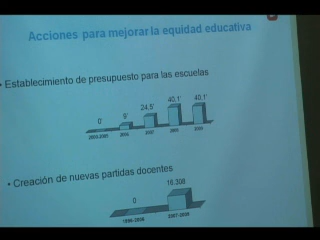 Acciones para mejorar la equidad educativa
• Establecimiento de presupuesto para las escuelas
0' 9' 24,5' 40,1' 40,1'
• Creación de nuevas partidas docentes
0 16.308